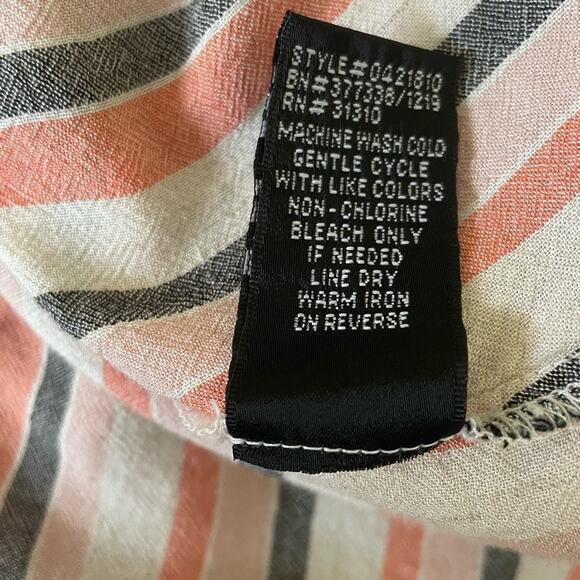 STYLE# 0421810
BN# 377338/1219
RN# 31310
MACHINE WASH COLD
GENTLE CYCLE
WITH LIKE COLORS
NON-CHLORINE
BLEACH ONLY
IF NEEDED
LINE DRY
WARM IRON
ON REVERSE